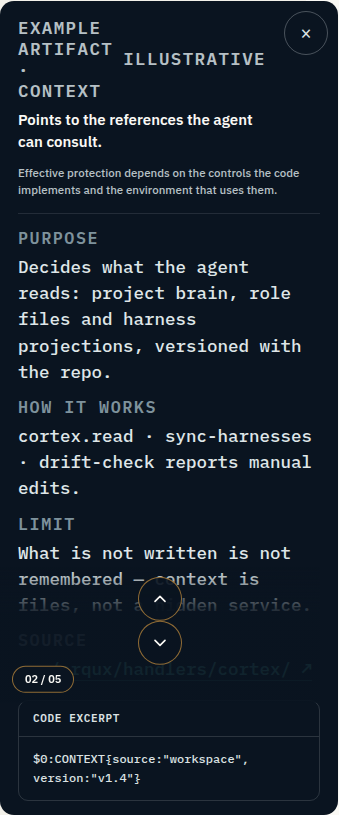 EXAMPLE
ARTIFACT
·
CONTEXT
ILLUSTRATIVE
×
Points to the references the agent
can consult.
Effective protection depends on the controls the code
implements and the environment that uses them.
PURPOSE
Decides what the agent
reads: project brain, role
files and harness
projections, versioned with
the repo.
HOW IT WORKS
cortex.read · sync-harnesses
· drift-check reports manual
edits.
LIMIT
What is not written is not
remembered — context is
files, not a hidden service.
SOURCE
rqux/handlers/cortex/ ↗
02 / 05
CODE EXCERPT
$0:CONTEXT{source:"workspace",
version:"v1.4"}